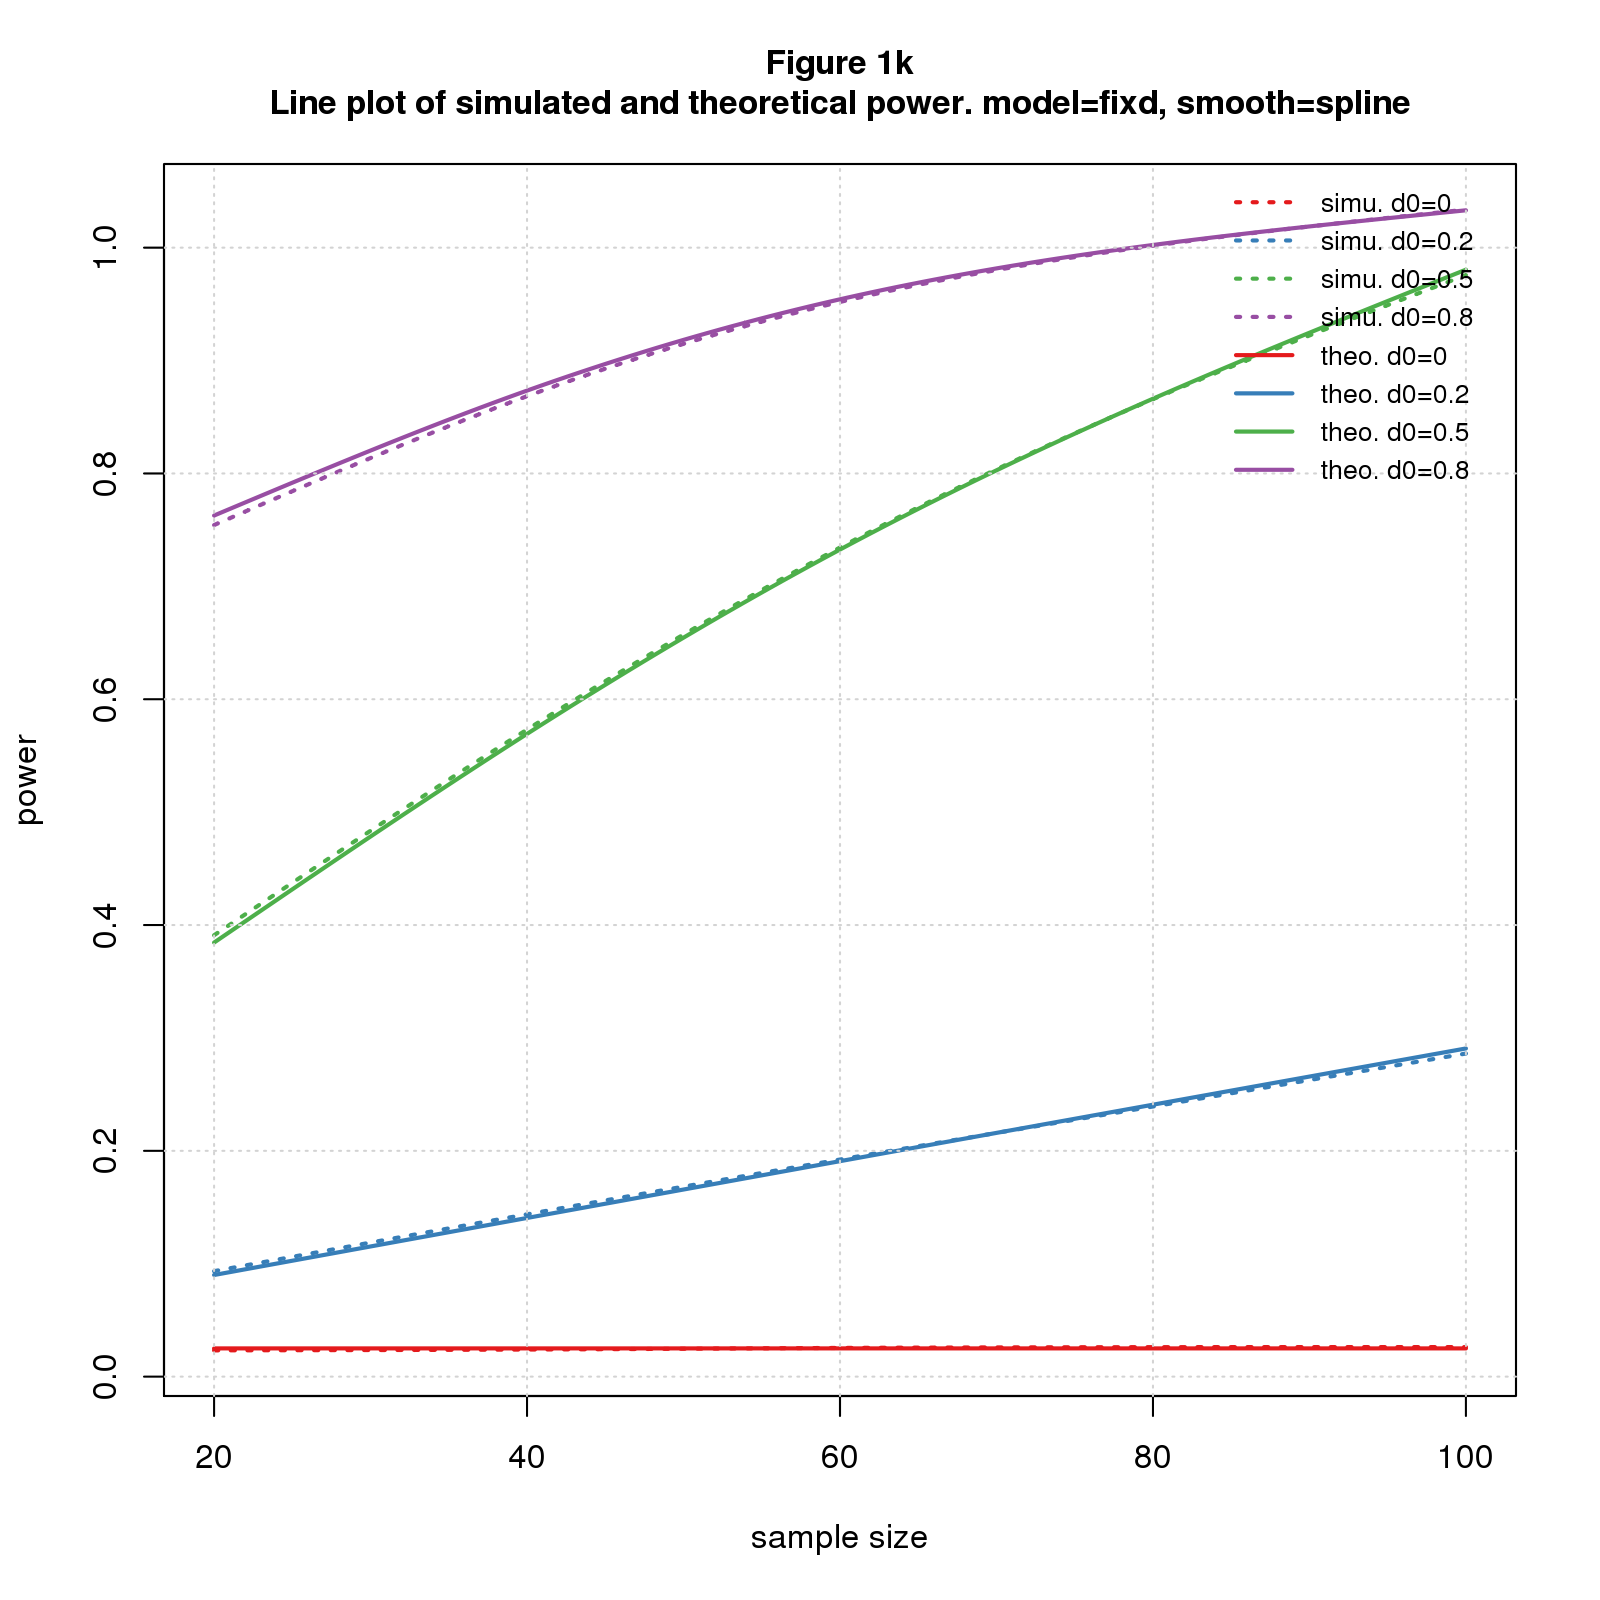 Figure 1k
Line plot of simulated and theoretical power. model=fixd, smooth=spline
simu. d0=0
simu. d0=0.2
simu. d0=0.5
simu. d0=0.8
theo. d0=0
theo. d0=0.2
theo. d0=0.5
theo. d0=0.8
1.0
0.8
0.6
0.4
0.2
0.0
power
20 40 60 80 100
sample size